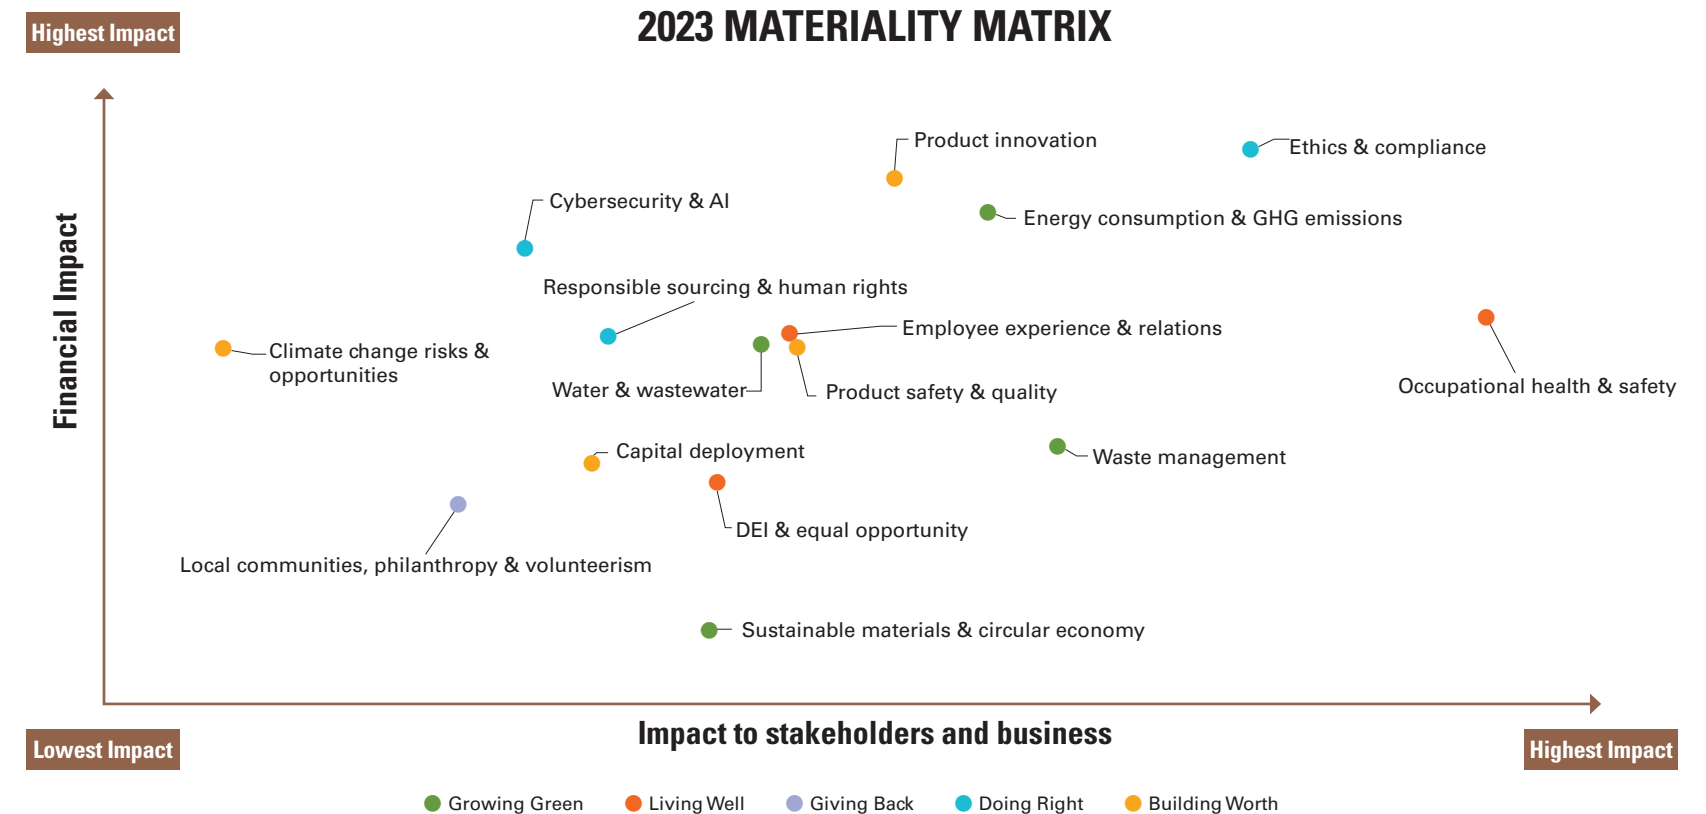 Highest Impact
2023 MATERIALITY MATRIX
Product innovation
Ethics & compliance
Cybersecurity & AI
Energy consumption & GHG emissions
Financial Impact
Responsible sourcing & human rights
Employee experience & relations
Climate change risks &
opportunities
Water & wastewater
Product safety & quality
Occupational health & safety
Capital deployment
Waste management
DEI & equal opportunity
Local communities, philanthropy & volunteerism
Sustainable materials & circular economy
Impact to stakeholders and business
Lowest Impact
Highest Impact
Growing Green
Living Well
Giving Back
Doing Right
Building Worth